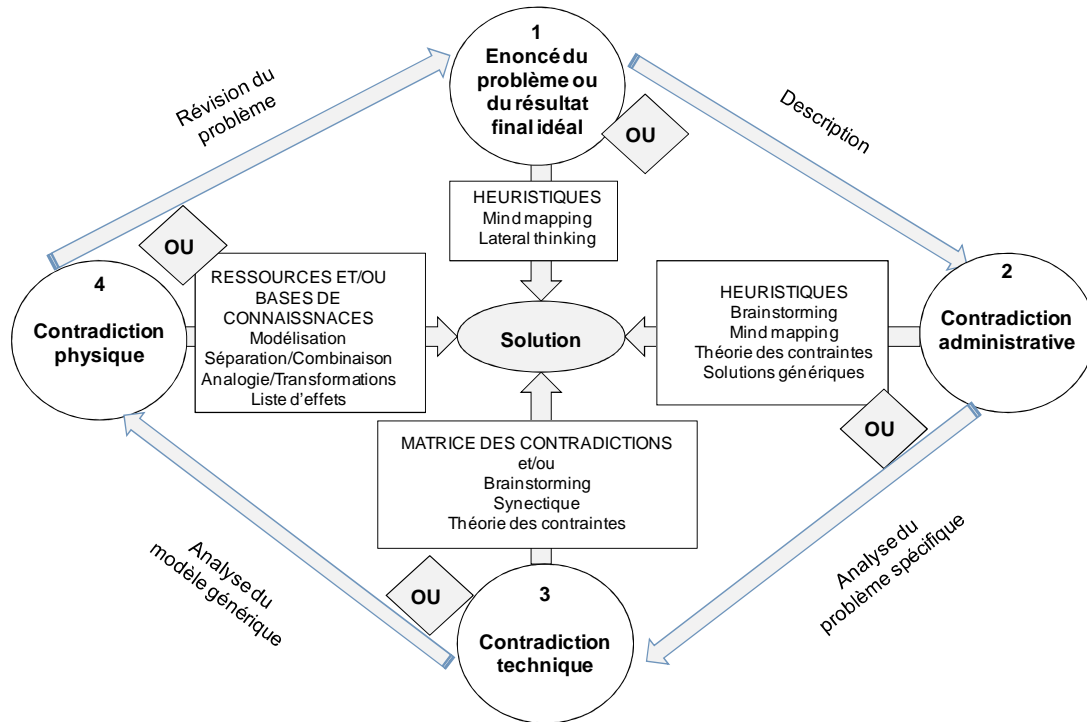 1
Enoncé du
problème ou
du résultat
final idéal
OU
Révision du
problème
Description
HEURISTIQUES
Mind mapping
Lateral thinking
OU
4
Contradiction
physique
RESSOURCES ET/OU
BASES DE
CONNAISSNACES
Modélisation
Séparation/Combinaison
Analogie/Transformations
Liste d'effets
Solution
HEURISTIQUES
Brainstorming
Mind mapping
Théorie des contraintes
Solutions génériques
2
Contradiction
administrative
OU
MATRICE DES CONTRADICTIONS
et/ou
Brainstorming
Synectique
Théorie des contraintes
Analyse du
modèle générique
OU
3
Contradiction
technique
Analyse du
problème spécifique